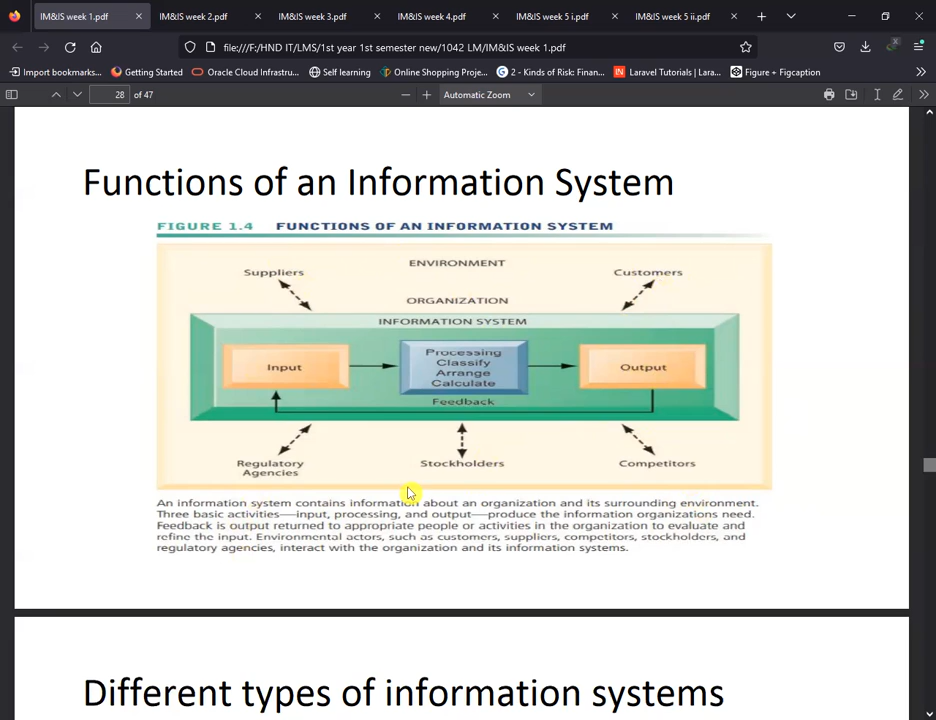 IM&IS week 1.pdf
IM&IS week 2.pdf
IM&IS week 3.pdf
IM&IS week 4.pdf
IM&IS week 5 i.pdf
IM&IS week 5 ii.pdf
file:///F:/HND IT/LMS/1st year 1st semester new/1042 LM/IM&IS week 1.pdf
Import bookmarks...
Getting Started
Oracle Cloud Infrastru...
Self learning
Online Shopping Proje...
2 - Kinds of Risk: Finan...
Laravel Tutorials | Lara...
Figure + Figcaption
28 of 47
Automatic Zoom
Functions of an Information System
FIGURE 1.4 FUNCTIONS OF AN INFORMATION SYSTEM
ENVIRONMENT
Suppliers
Customers
ORGANIZATION
INFORMATION SYSTEM
Input
Processing
Classify
Arrange
Calculate
Output
Feedback
Regulatory
Agencies
Stockholders
Competitors
An information system contains information about an organization and its surrounding environment.
Three basic activities—input, processing, and output—produce the information organizations need.
Feedback is output returned to appropriate people or activities in the organization to evaluate and
refine the input. Environmental actors, such as customers, suppliers, competitors, stockholders, and
regulatory agencies, interact with the organization and its information systems.
Different types of information systems